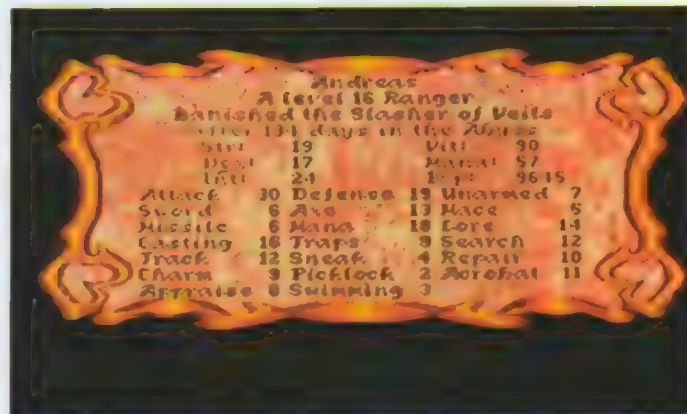 Andreas
A level 16 Ranger
Banished the Slasher of Veils
after 134 days in the Abyss
Str: 19 Vit: 90
Dext: 17 Mana: 57
Int: 24 Exp: 9645
Attack 30 Defense 19 Unarmed 7
Sword 6 Axe 13 Mace 5
Missile 6 Mana 18 Lore 14
Casting 16 Traps 9 Search 12
Track 12 Sneak 4 Repair 10
Charm 9 Picklock 2 Acrobat 11
Appraise 8 Swimming 3